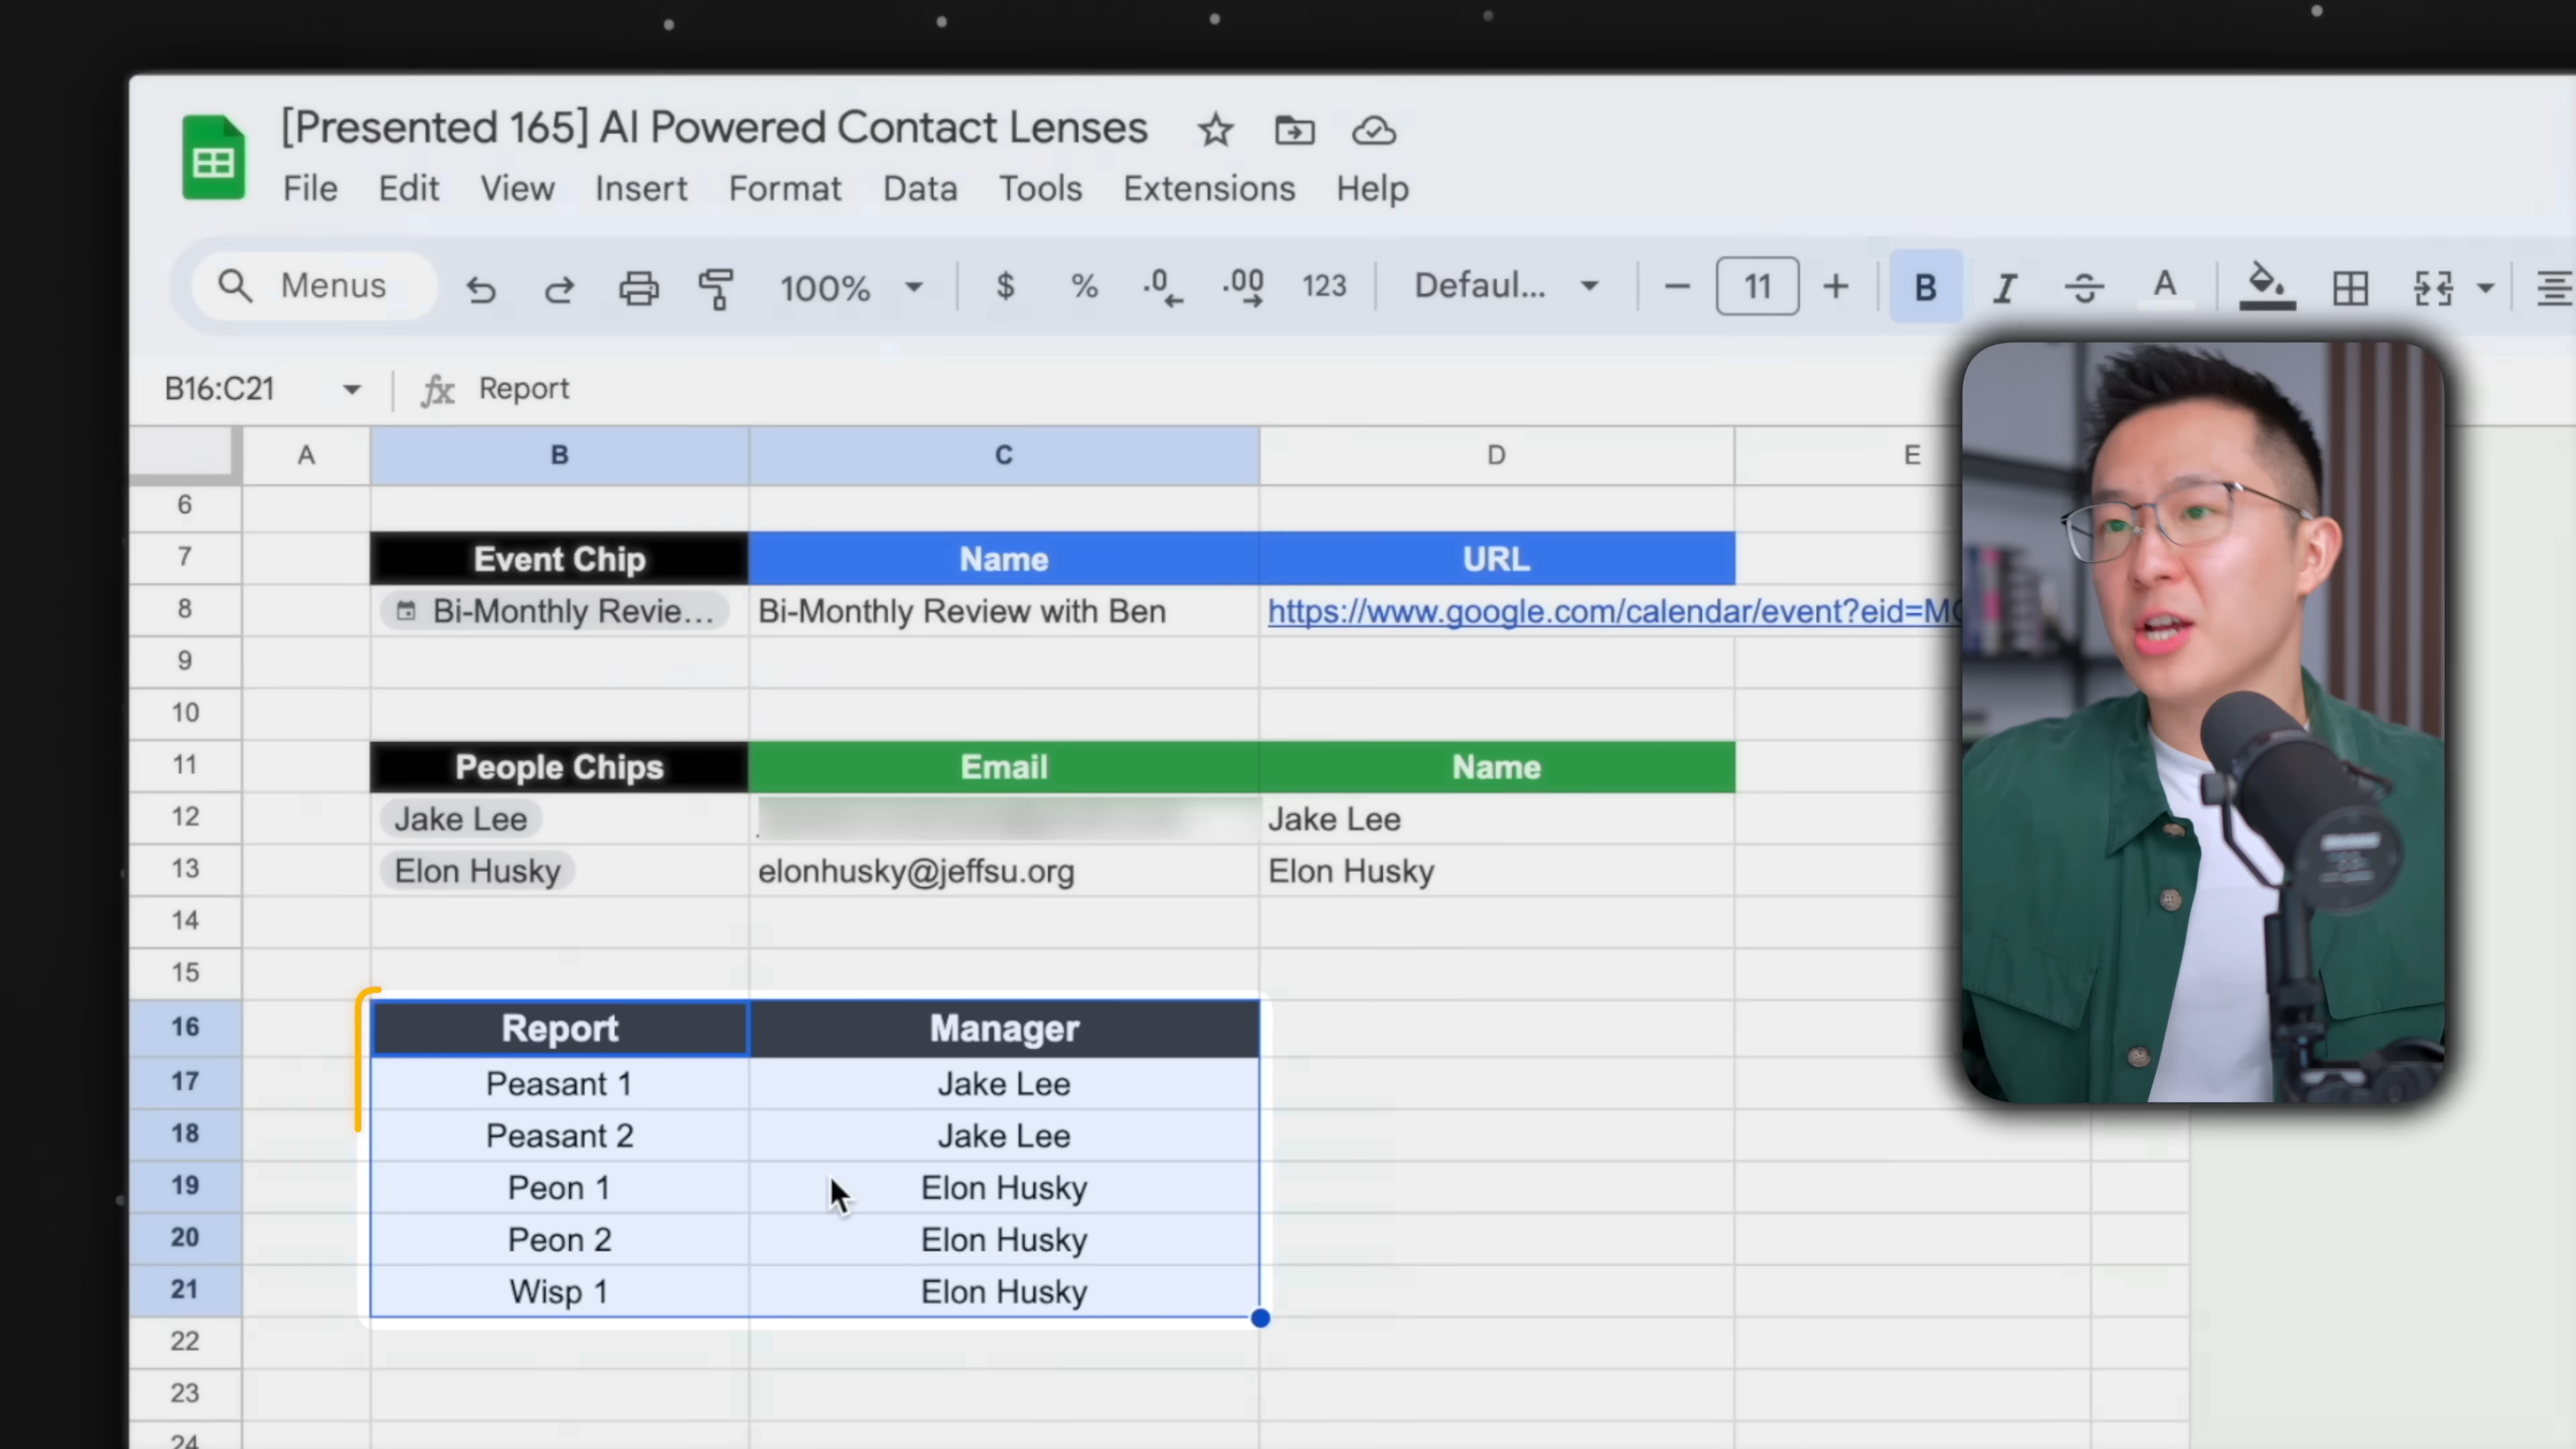 [Presented 165] AI Powered Contact Lenses
File Edit View Insert Format Data Tools Extensions Help
Menus 100% $ % .0 .00 123 Defaul... 11 B I S A
B16:C21 fx Report
A B C D E
6
7 Event Chip Name URL
8 Bi-Monthly Revie... Bi-Monthly Review with Ben https://www.google.com/calendar/event?eid=M
9
10
11 People Chips Email Name
12 Jake Lee Jake Lee
13 Elon Husky elonhusky@jeffsu.org Elon Husky
14
15
16 Report Manager
17 Peasant 1 Jake Lee
18 Peasant 2 Jake Lee
19 Peon 1 Elon Husky
20 Peon 2 Elon Husky
21 Wisp 1 Elon Husky
22
23
24